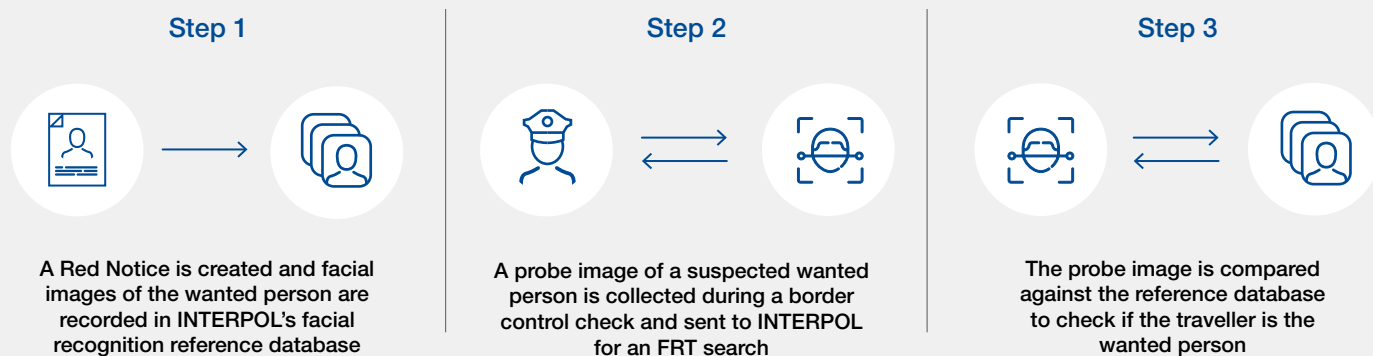 Step 1
A Red Notice is created and facial
images of the wanted person are
recorded in INTERPOL's facial
recognition reference database
Step 2
A probe image of a suspected wanted
person is collected during a border
control check and sent to INTERPOL
for an FRT search
Step 3
The probe image is compared
against the reference database
to check if the traveller is the
wanted person